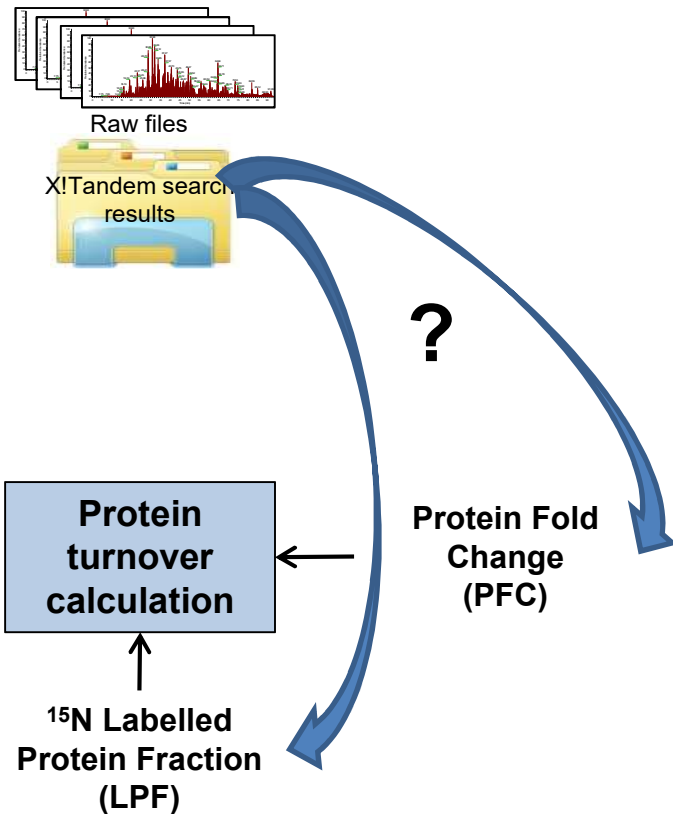 Raw files
X!Tandem search
results
?
Protein
turnover
calculation
Protein Fold
Change
(PFC)
¹⁵N Labelled
Protein Fraction
(LPF)